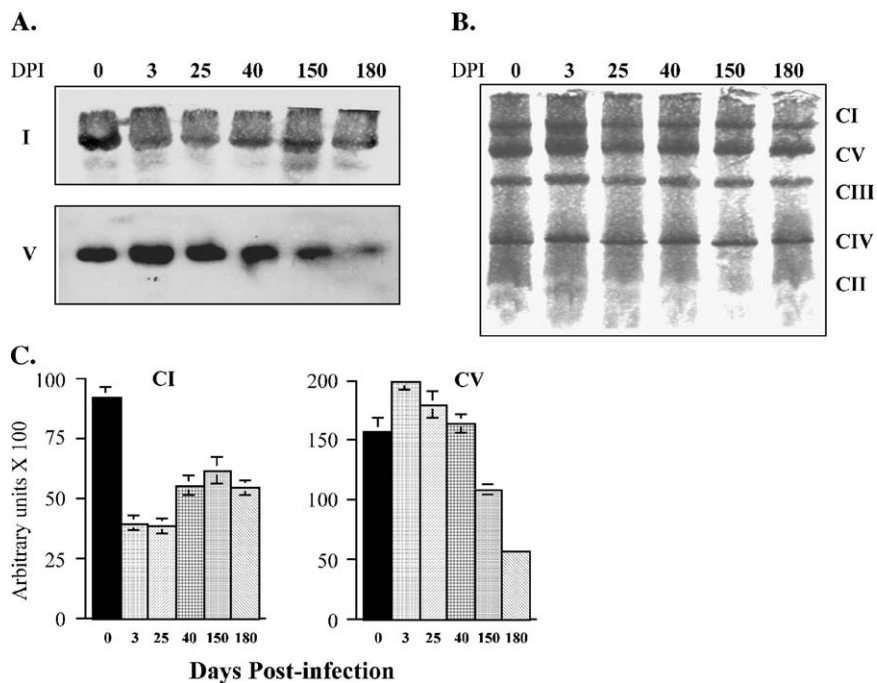 A.
DPI 0 3 25 40 150 180
I
V
B.
DPI 0 3 25 40 150 180
CI
CV
CIII
CIV
CII
C.
CI
100
75
50
25
0
Arbitrary units X 100
0 3 25 40 150 180
CV
200
150
100
50
0
0 3 25 40 150 180
Days Post-infection